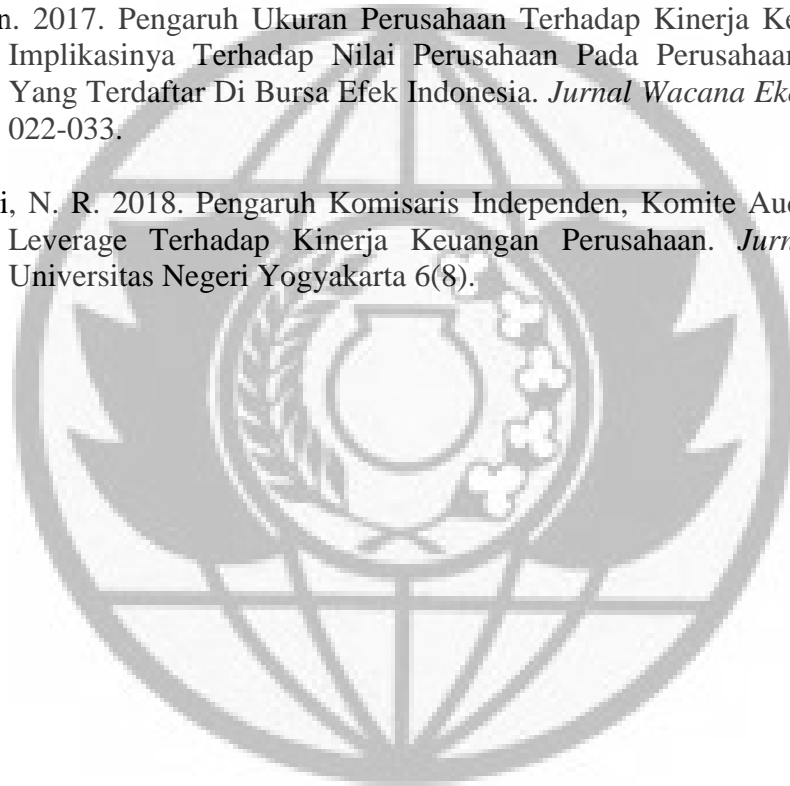 n. 2017. Pengaruh Ukuran Perusahaan Terhadap Kinerja Ke
Implikasinya Terhadap Nilai Perusahaan Pada Perusahaan
Yang Terdaftar Di Bursa Efek Indonesia. Jurnal Wacana Eko
022-033.
i, N. R. 2018. Pengaruh Komisaris Independen, Komite Aud
Leverage Terhadap Kinerja Keuangan Perusahaan. Jurn
Universitas Negeri Yogyakarta 6(8).